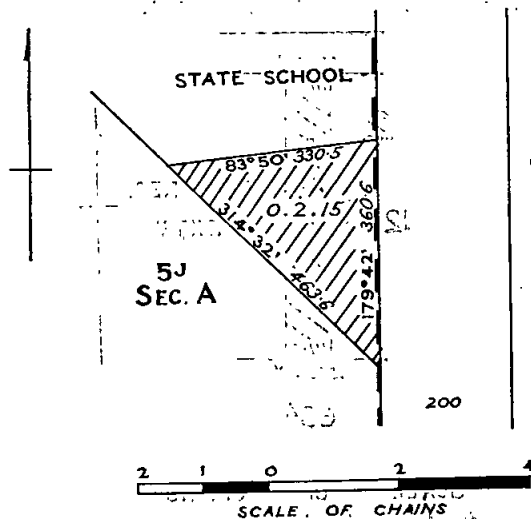 STATE SCHOOL
83°50' 330·5
0.2.15
314°32' 463·6
179°42' 360·6
5J
SEC. A
200
2 1 0 2 4
SCALE OF CHAINS